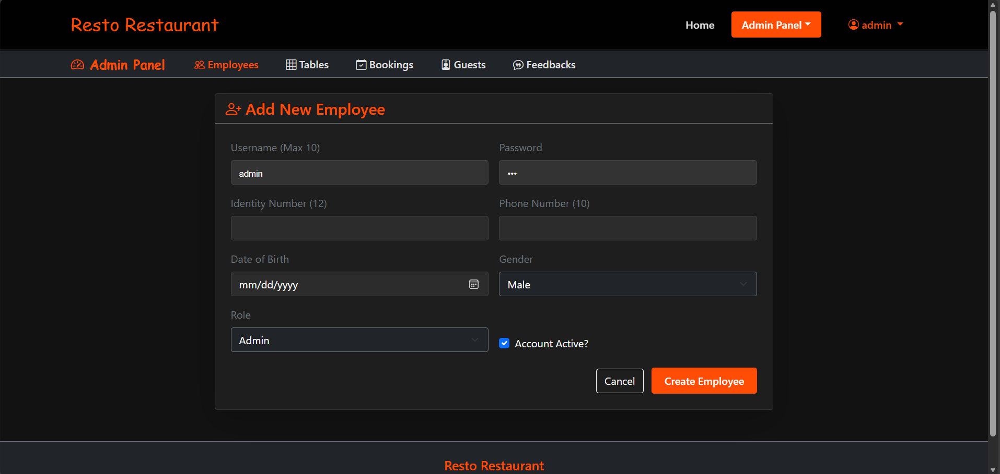 Resto Restaurant
Home
Admin Panel
admin
Admin Panel
Employees
Tables
Bookings
Guests
Feedbacks
Add New Employee
Username (Max 10)
Password
admin
•••
Identity Number (12)
Phone Number (10)
Date of Birth
Gender
mm/dd/yyyy
Male
Role
Admin
Account Active?
Cancel
Create Employee
Resto Restaurant